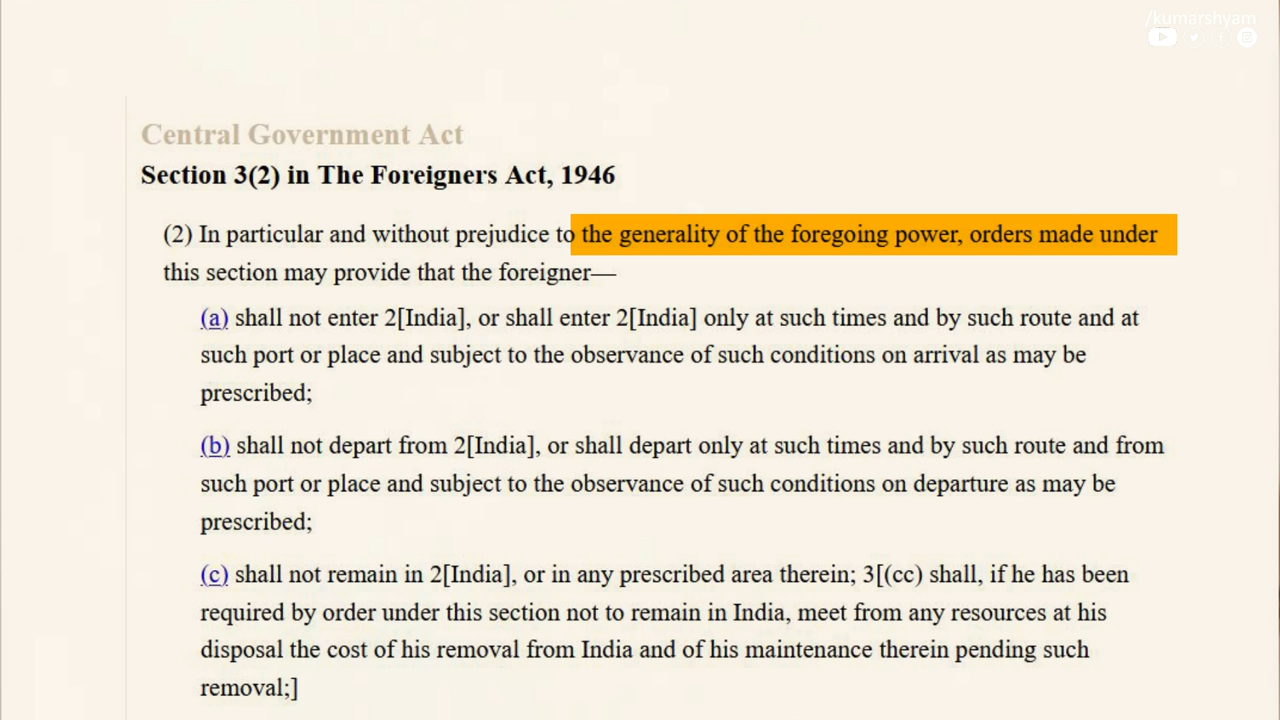 /kumarshyam
Central Government Act
Section 3(2) in The Foreigners Act, 1946
(2) In particular and without prejudice to the generality of the foregoing power, orders made under
this section may provide that the foreigner—
(a) shall not enter 2[India], or shall enter 2[India] only at such times and by such route and at
such port or place and subject to the observance of such conditions on arrival as may be
prescribed;
(b) shall not depart from 2[India], or shall depart only at such times and by such route and from
such port or place and subject to the observance of such conditions on departure as may be
prescribed;
(c) shall not remain in 2[India], or in any prescribed area therein; 3[(cc) shall, if he has been
required by order under this section not to remain in India, meet from any resources at his
disposal the cost of his removal from India and of his maintenance therein pending such
removal;]